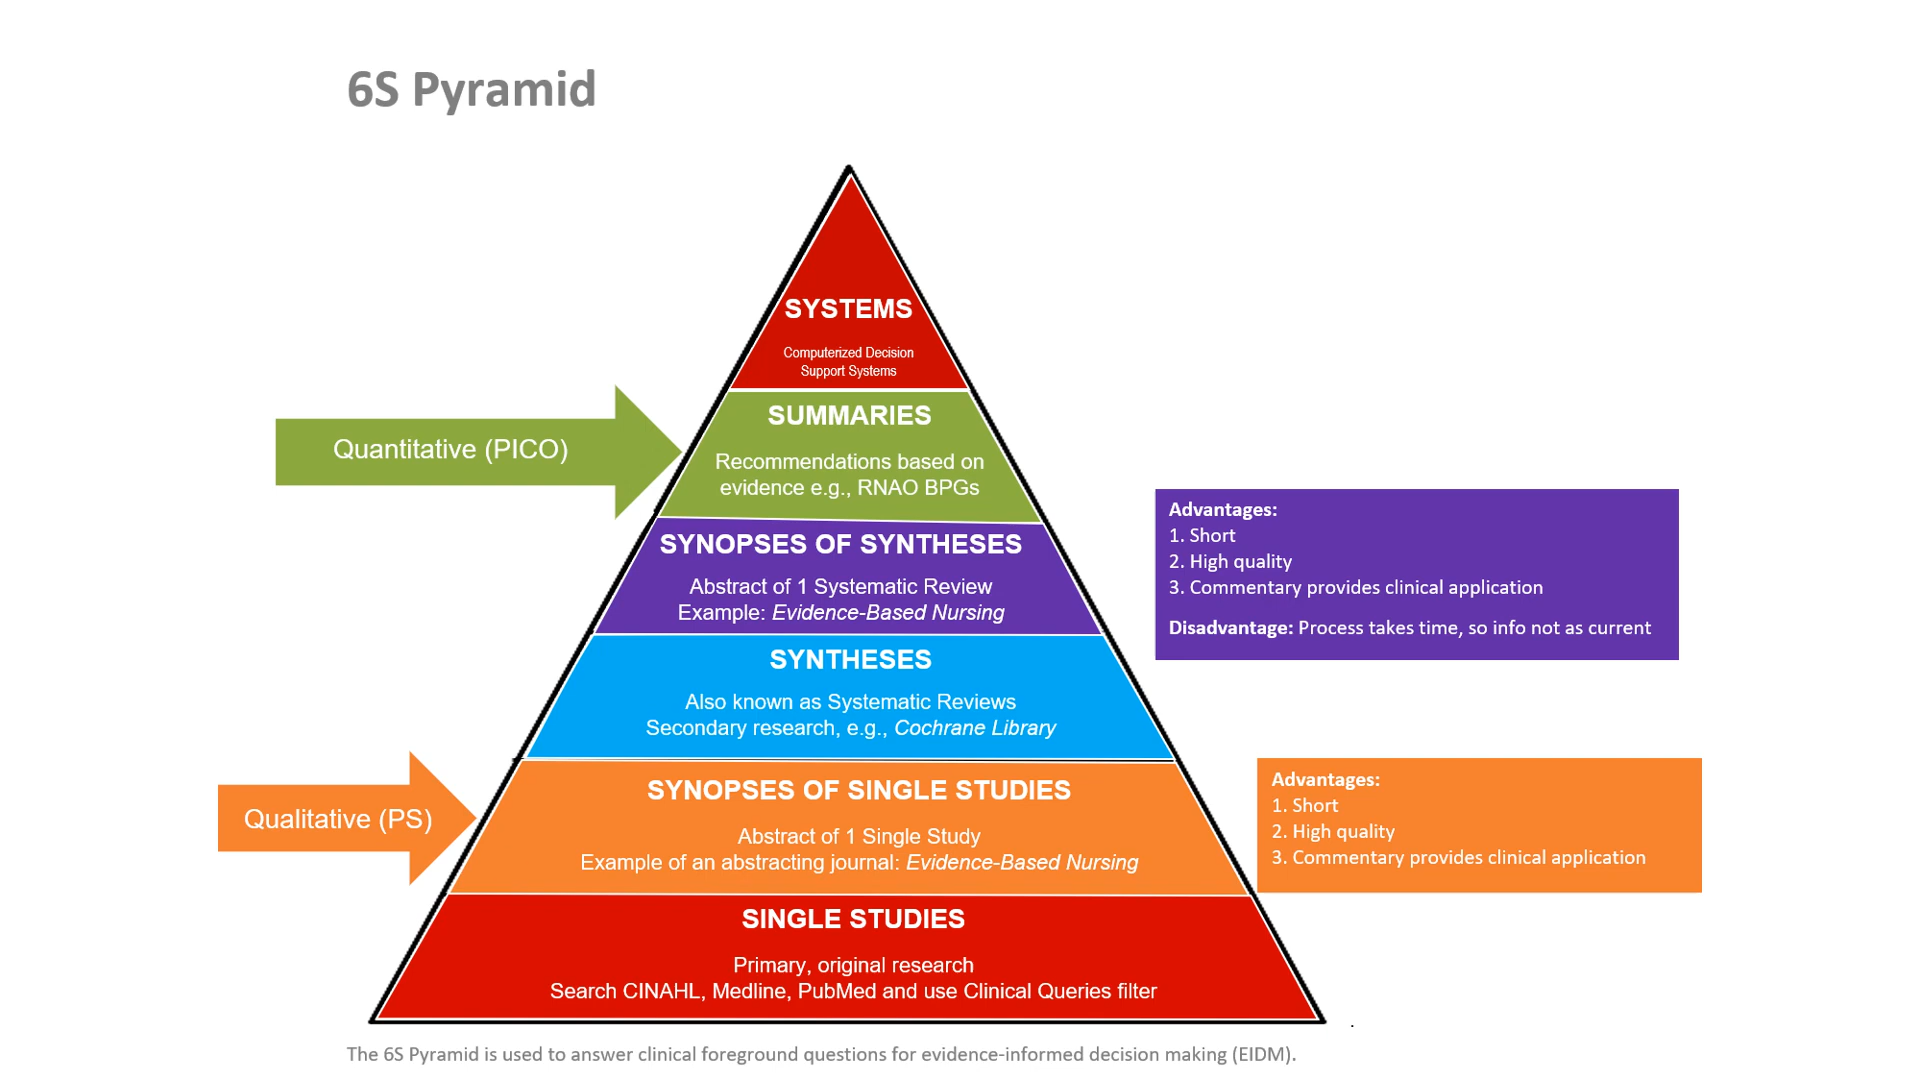 6S Pyramid
SYSTEMS
Computerized Decision
Support Systems
Quantitative (PICO)
SUMMARIES
Recommendations based on
evidence e.g., RNAO BPGs
SYNOPSES OF SYNTHESES
Abstract of 1 Systematic Review
Example: Evidence-Based Nursing
Advantages:
1. Short
2. High quality
3. Commentary provides clinical application
Disadvantage: Process takes time, so info not as current
SYNTHESES
Also known as Systematic Reviews
Secondary research, e.g., Cochrane Library
Qualitative (PS)
SYNOPSES OF SINGLE STUDIES
Abstract of 1 Single Study
Example of an abstracting journal: Evidence-Based Nursing
Advantages:
1. Short
2. High quality
3. Commentary provides clinical application
SINGLE STUDIES
Primary, original research
Search CINAHL, Medline, PubMed and use Clinical Queries filter
.
The 6S Pyramid is used to answer clinical foreground questions for evidence-informed decision making (EIDM).